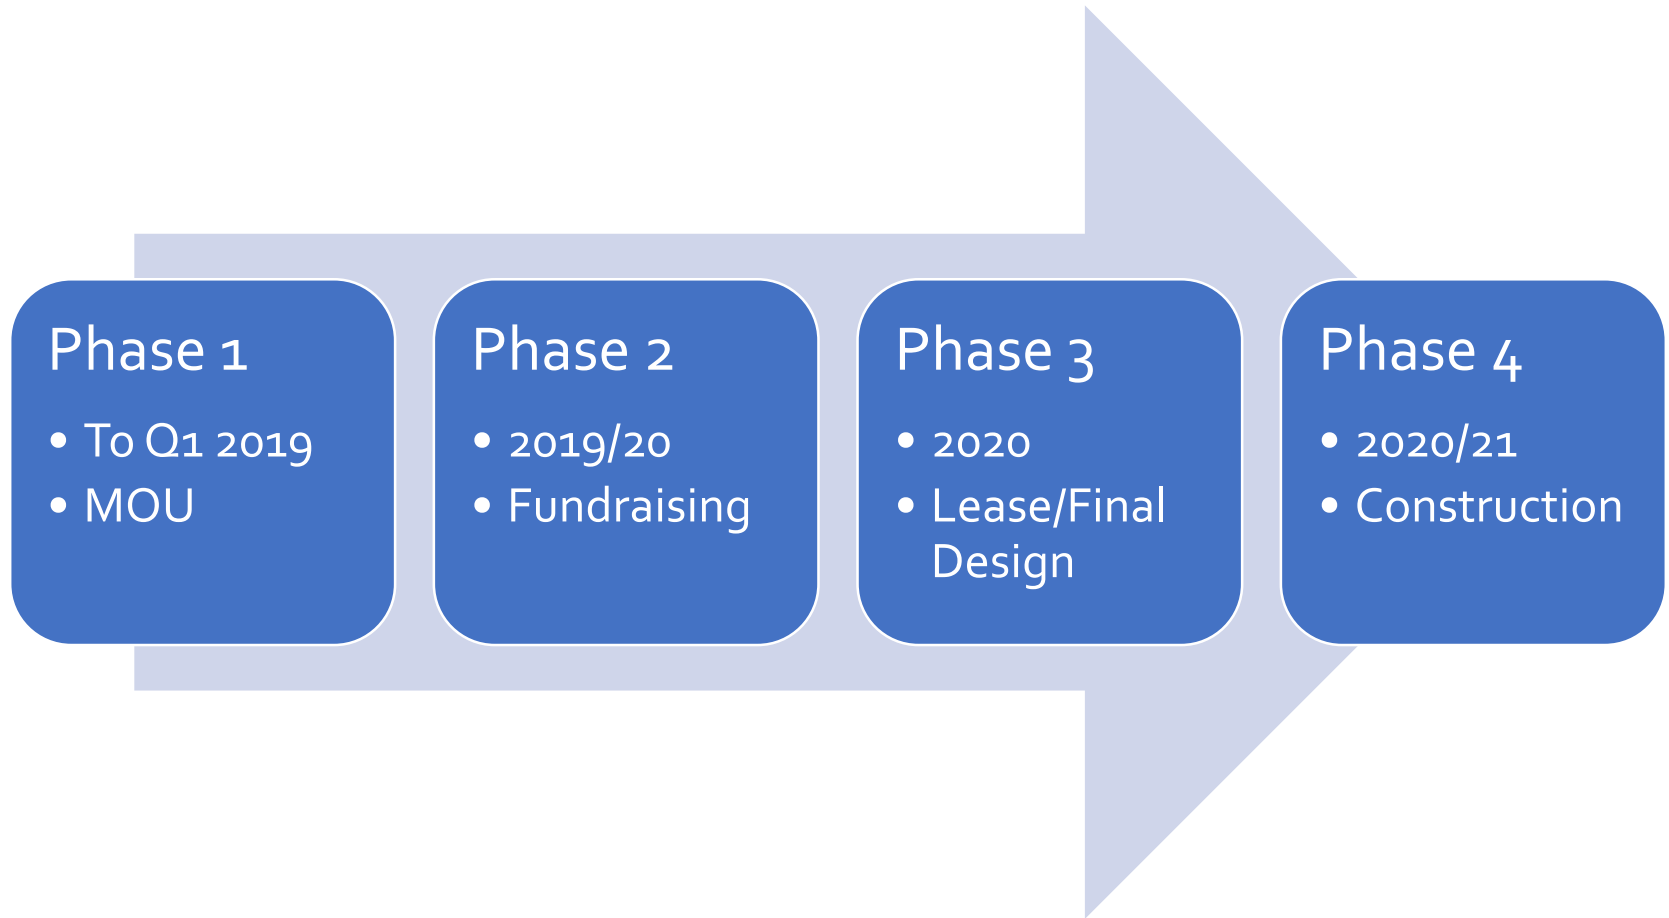 Phase 1
• To Q1 2019
• MOU
Phase 2
• 2019/20
• Fundraising
Phase 3
• 2020
• Lease/Final
Design
Phase 4
• 2020/21
• Construction